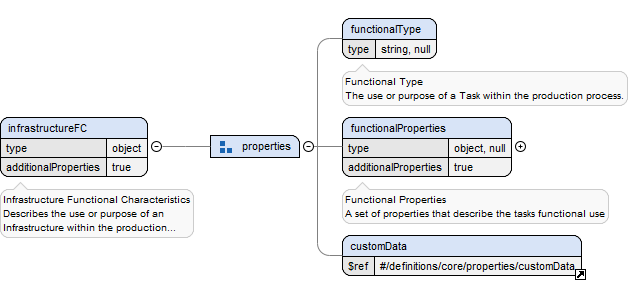 functionalType
type string, null
Functional Type
The use or purpose of a Task within the production process.
infrastructureFC
type object
additionalProperties true
Infrastructure Functional Characteristics
Describes the use or purpose of an
Infrastructure within the production...
properties
functionalProperties
type object, null
additionalProperties true
Functional Properties
A set of properties that describe the tasks functional use
customData
$ref #/definitions/core/properties/customData